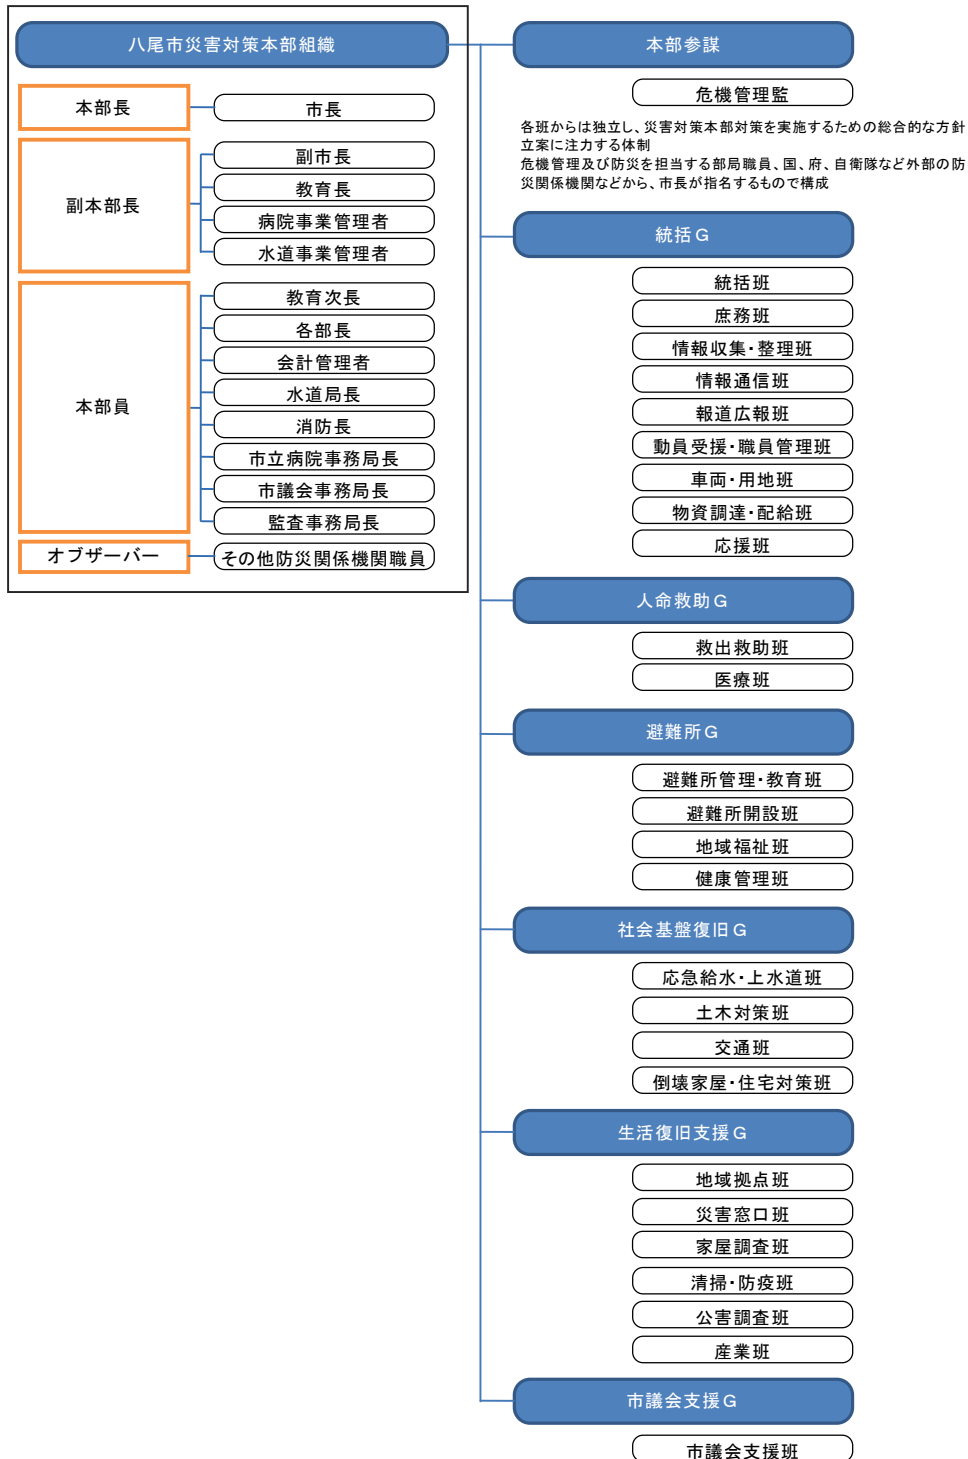 八尾市災害対策本部組織
本部長
市長
副本部長
副市長
教育長
病院事業管理者
水道事業管理者
本部員
教育次長
各部長
会計管理者
水道局長
消防長
市立病院事務局長
市議会事務局長
監査事務局長
オブザーバー
その他防災関係機関職員
本部参謀
危機管理監
各班からは独立し、災害対策本部対策を実施するための総合的な方針
立案に注力する体制
危機管理及び防災を担当する部局職員、国、府、自衛隊など外部の防
災関係機関などから、市長が指名するもので構成
統括G
統括班
庶務班
情報収集・整理班
情報通信班
報道広報班
動員受援・職員管理班
車両・用地班
物資調達・配給班
応援班
人命救助G
救出救助班
医療班
避難所G
避難所管理・教育班
避難所開設班
地域福祉班
健康管理班
社会基盤復旧G
応急給水・上水道班
土木対策班
交通班
倒壊家屋・住宅対策班
生活復旧支援G
地域拠点班
災害窓口班
家屋調査班
清掃・防疫班
公害調査班
産業班
市議会支援G
市議会支援班